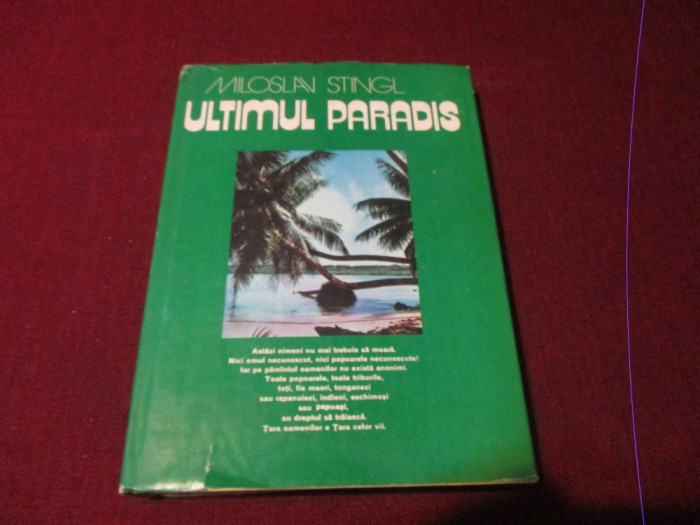 MILOSLAV STINGL
ULTIMUL PARADIS
Astăzi nimeni nu mai trebuie să moară.
Nici omul necunoscut, nici popoarele necunoscute!
Iar pe pămîntul oamenilor nu există anonimi.
Toate popoarele, toate triburile,
toți, fie maori, tonganezi
sau rapanuiezi, indieni, eschimoși
sau papuași,
au dreptul să trăiască.
Țara oamenilor e Țara celor vii.